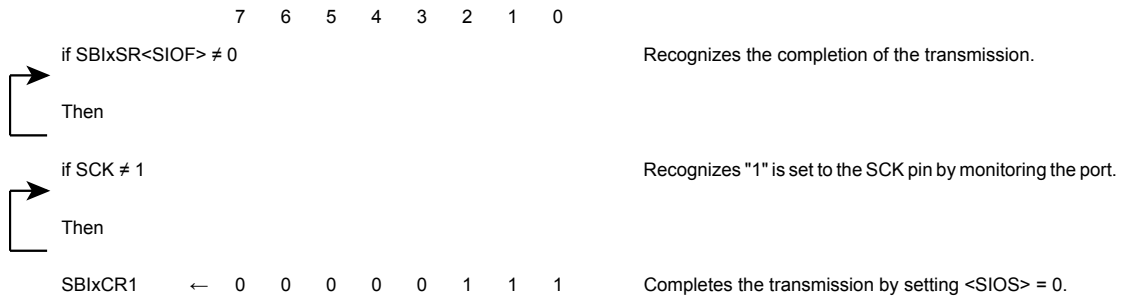 7 6 5 4 3 2 1 0
if SBIxSR<SIOF> ≠ 0 Recognizes the completion of the transmission.
Then
if SCK ≠ 1 Recognizes "1" is set to the SCK pin by monitoring the port.
Then
SBIxCR1 ← 0 0 0 0 0 1 1 1 Completes the transmission by setting <SIOS> = 0.